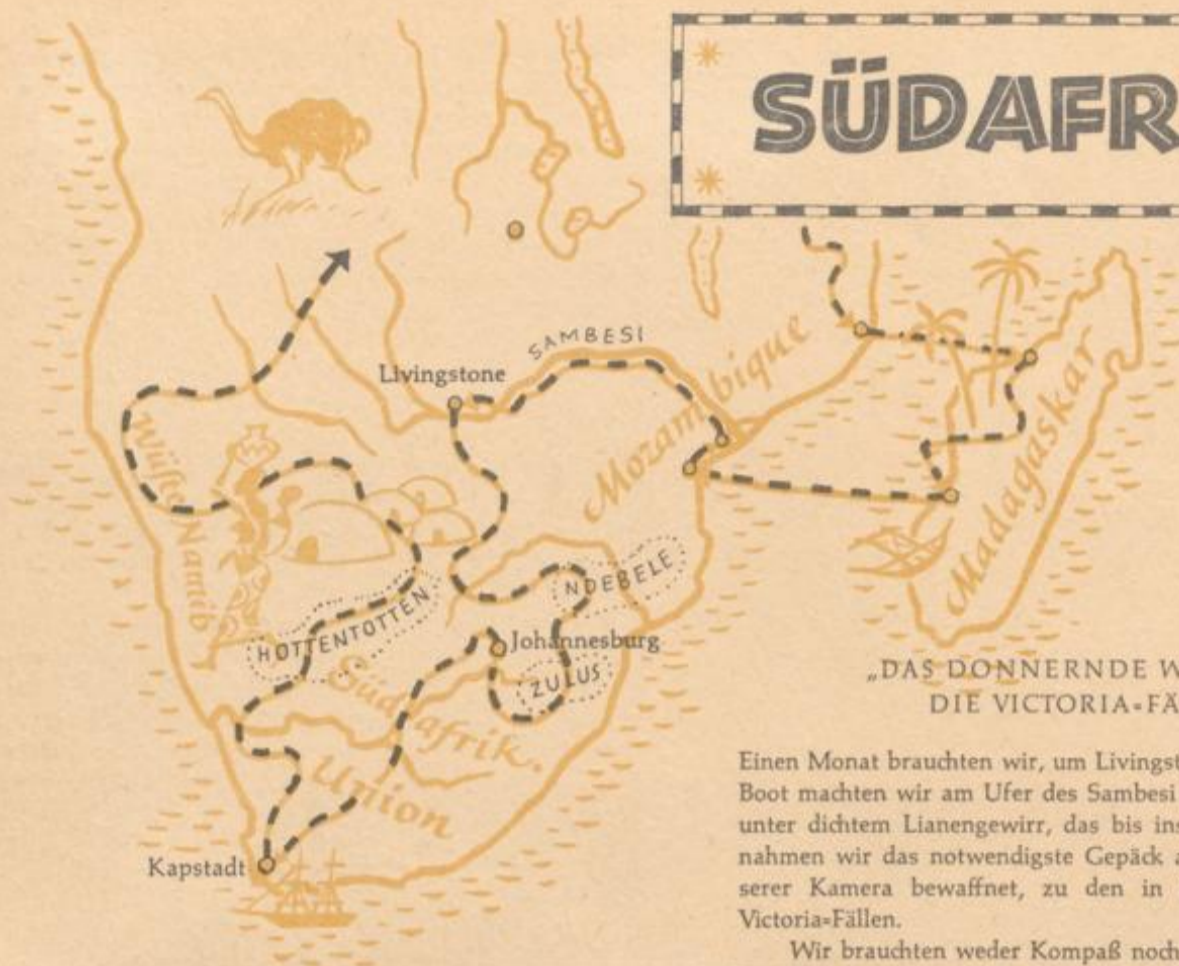 SÜDAFR
SAMBESI
Livingstone
Mozambique
Wüste Namib
Madagaskar
NDEBELE
HOTTENTOTTEN
Johannesburg
ZULUS
Südafrik.
Union
Kapstadt
„DAS DONNERNDE W
DIE VICTORIA=FÄ
Einen Monat brauchten wir, um Livingst
Boot machten wir am Ufer des Sambesi
unter dichtem Lianengewirr, das bis ins
nahmen wir das notwendigste Gepäck a
serer Kamera bewaffnet, zu den in
Victoria=Fällen.
Wir brauchten weder Kompaß noch